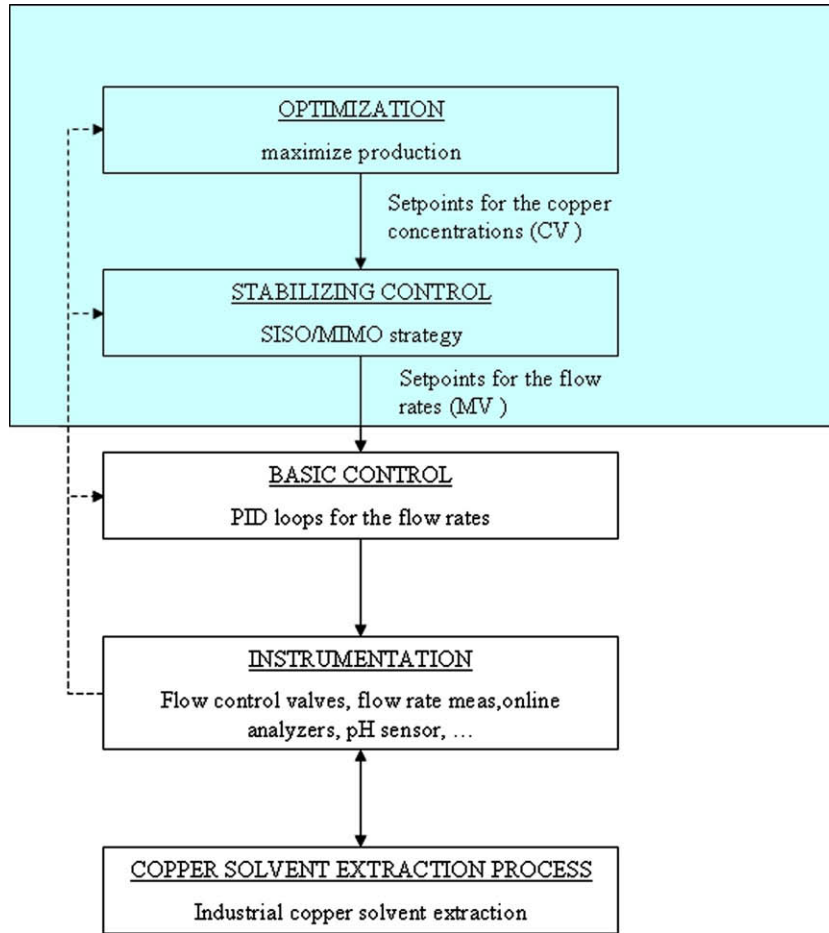 OPTIMIZATION
maximize production
Setpoints for the copper
concentrations (CV )
STABILIZING CONTROL
SISO/MIMO strategy
Setpoints for the flow
rates (MV )
BASIC CONTROL
PID loops for the flow rates
INSTRUMENTATION
Flow control valves, flow rate meas,online
analyzers, pH sensor, …
COPPER SOLVENT EXTRACTION PROCESS
Industrial copper solvent extraction